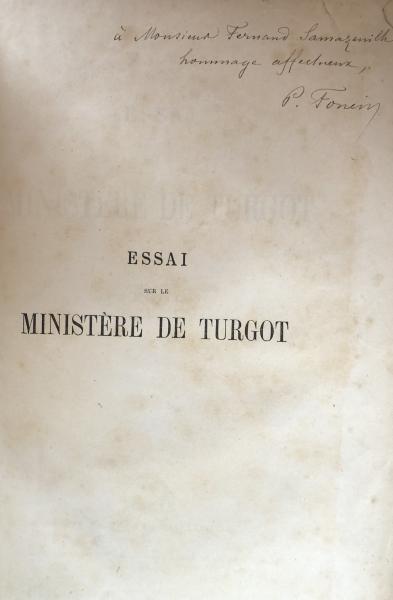 à Monsieur Fernand Samazeuilh
hommage affectueux,
P. Foncin
ESSAI
SUR LE
MINISTÈRE DE TURGOT